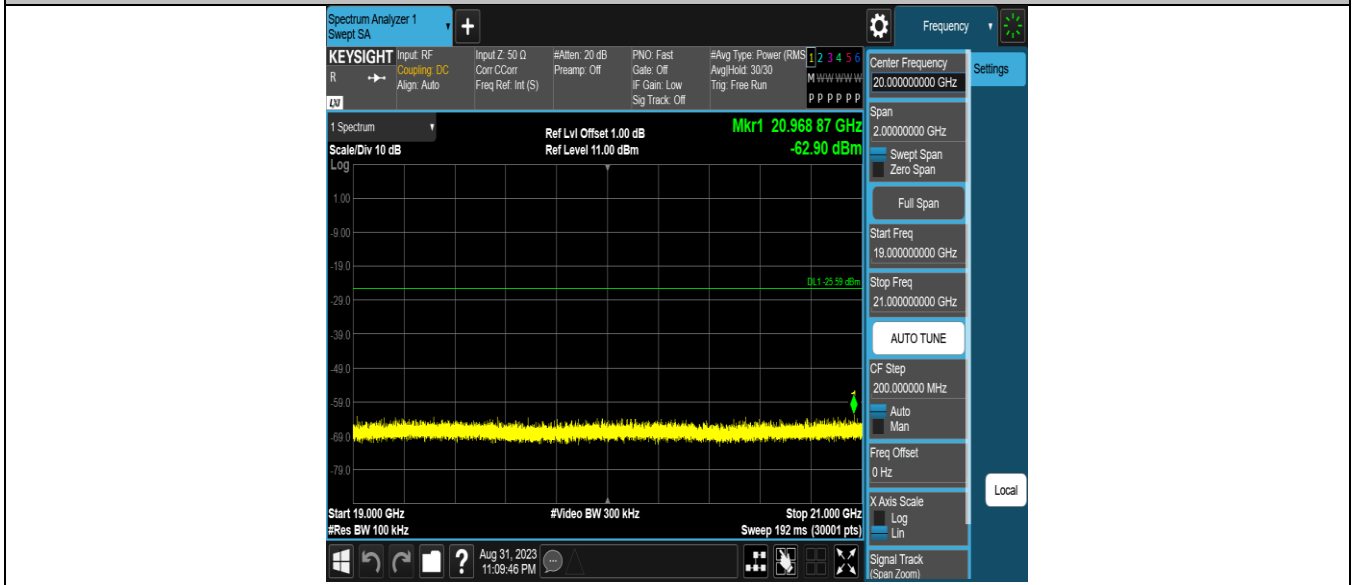 Spectrum Analyzer 1
Swept SA
+
Frequency
KEYSIGHT
R
LXI
Input: RF
Coupling: DC
Align: Auto
Input Z: 50 Ω
Corr CCorr
Freq Ref: Int (S)
#Atten: 20 dB
Preamp: Off
PNO: Fast
Gate: Off
IF Gain: Low
Sig Track: Off
#Avg Type: Power (RMS
Avg|Hold: 30/30
Trig: Free Run
1 2 3 4 5 6
M W W W W W
P P P P P P
Center Frequency
20.000000000 GHz
Settings
Span
2.00000000 GHz
Swept Span
Zero Span
Full Span
Start Freq
19.000000000 GHz
Stop Freq
21.000000000 GHz
AUTO TUNE
CF Step
200.000000 MHz
Auto
Man
Freq Offset
0 Hz
X Axis Scale
Log
Lin
Signal Track
(Span Zoom)
Local
1 Spectrum
Scale/Div 10 dB
Log
Ref Lvl Offset 1.00 dB
Ref Level 11.00 dBm
Mkr1 20.968 87 GHz
-62.90 dBm
1.00
-9.00
-19.0
DL1 -25.59 dBm
-29.0
-39.0
-49.0
-59.0
1
-69.0
-79.0
Start 19.000 GHz
#Video BW 300 kHz
Stop 21.000 GHz
#Res BW 100 kHz
Sweep 192 ms (30001 pts)
?
Aug 31, 2023
11:09:46 PM